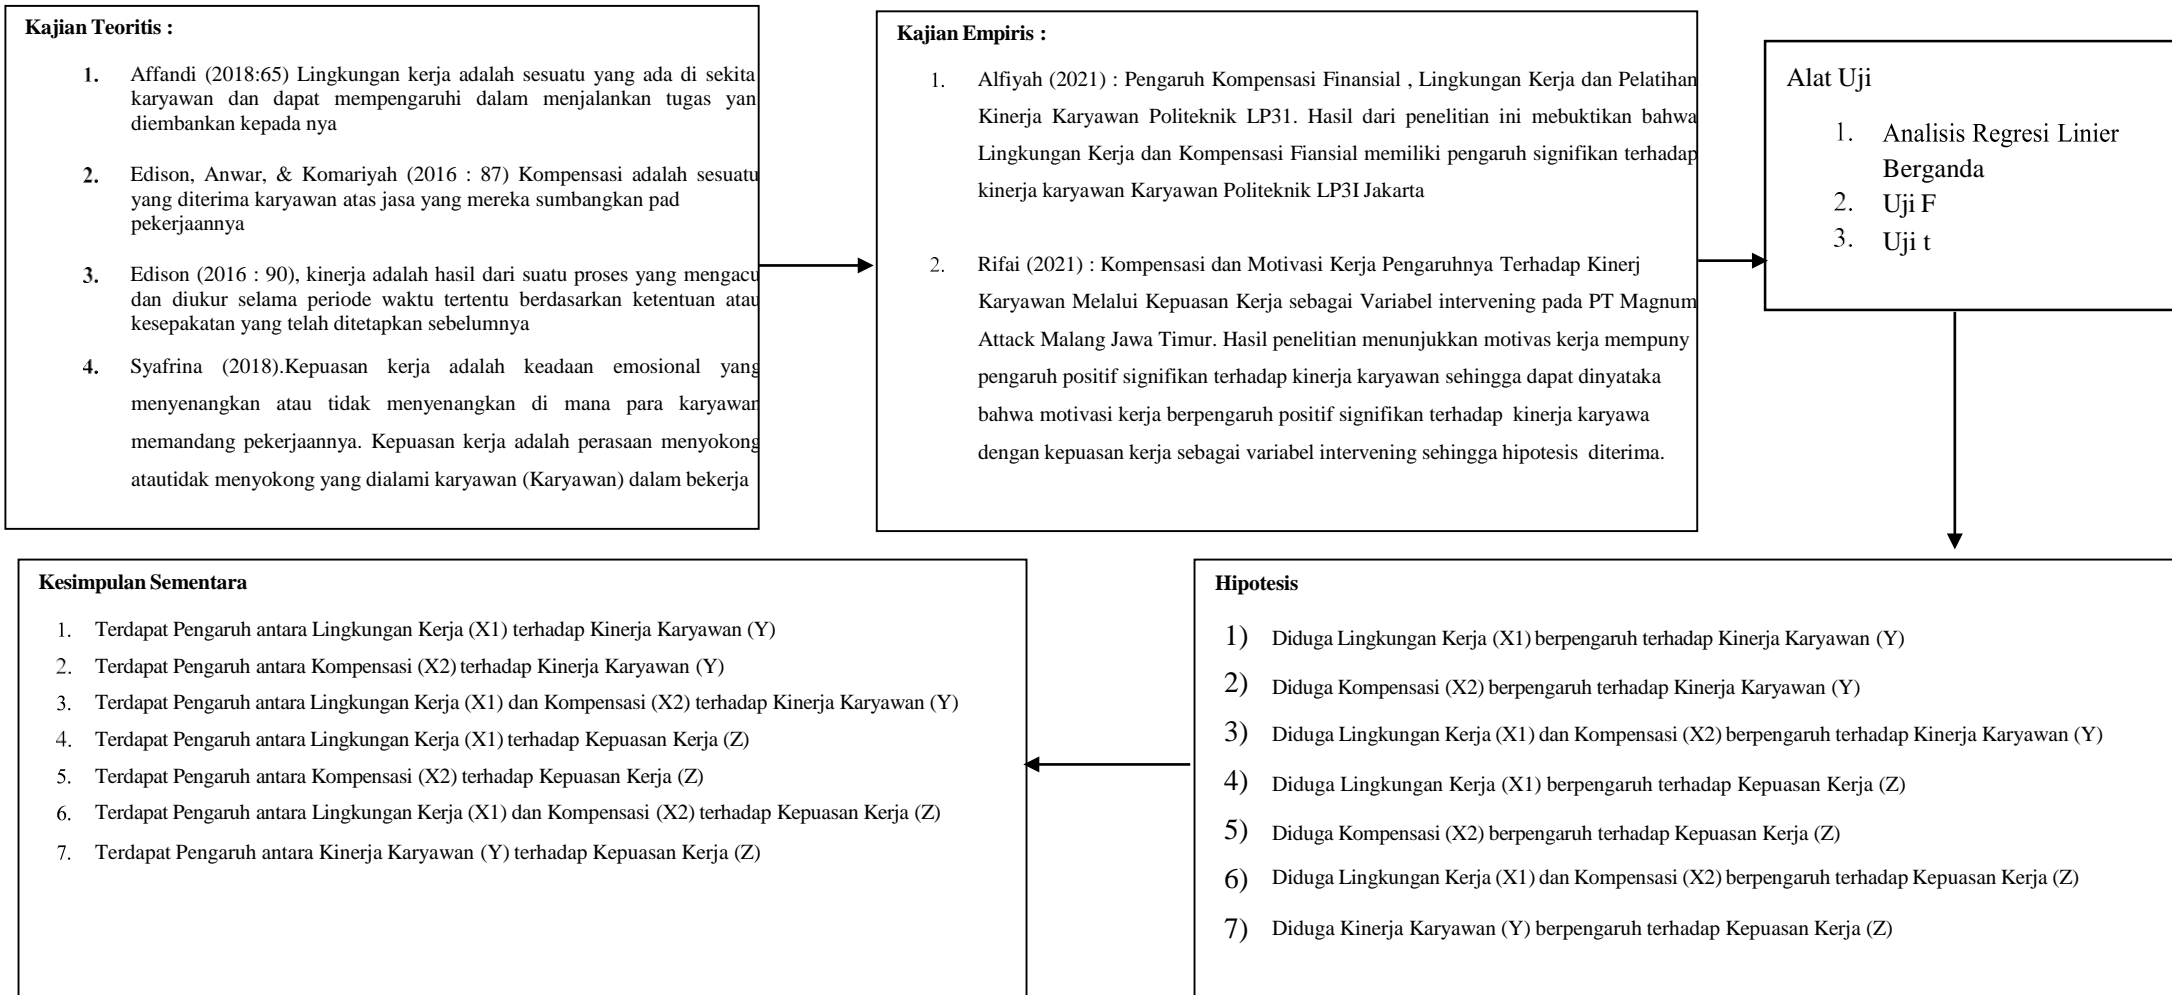 Kajian Teoritis :
1. Affandi (2018:65) Lingkungan kerja adalah sesuatu yang ada di sekita
karyawan dan dapat mempengaruhi dalam menjalankan tugas yan
diembankan kepada nya
2. Edison, Anwar, & Komariyah (2016 : 87) Kompensasi adalah sesuatu
yang diterima karyawan atas jasa yang mereka sumbangkan pad
pekerjaannya
3. Edison (2016 : 90), kinerja adalah hasil dari suatu proses yang mengacu
dan diukur selama periode waktu tertentu berdasarkan ketentuan atau
kesepakatan yang telah ditetapkan sebelumnya
4. Syafrina (2018).Kepuasan kerja adalah keadaan emosional yang
menyenangkan atau tidak menyenangkan di mana para karyawan
memandang pekerjaannya. Kepuasan kerja adalah perasaan menyokong
atautidak menyokong yang dialami karyawan (Karyawan) dalam bekerja
Kajian Empiris :
1. Alfiyah (2021) : Pengaruh Kompensasi Finansial , Lingkungan Kerja dan Pelatihan
Kinerja Karyawan Politeknik LP31. Hasil dari penelitian ini mebuktikan bahwa
Lingkungan Kerja dan Kompensasi Fiansial memiliki pengaruh signifikan terhadap
kinerja karyawan Karyawan Politeknik LP3I Jakarta
2. Rifai (2021) : Kompensasi dan Motivasi Kerja Pengaruhnya Terhadap Kinerj
Karyawan Melalui Kepuasan Kerja sebagai Variabel intervening pada PT Magnum
Attack Malang Jawa Timur. Hasil penelitian menunjukkan motivas kerja mempuny
pengaruh positif signifikan terhadap kinerja karyawan sehingga dapat dinyataka
bahwa motivasi kerja berpengaruh positif signifikan terhadap kinerja karyawa
dengan kepuasan kerja sebagai variabel intervening sehingga hipotesis diterima.
Alat Uji
1. Analisis Regresi Linier
Berganda
2. Uji F
3. Uji t
Kesimpulan Sementara
1. Terdapat Pengaruh antara Lingkungan Kerja (X1) terhadap Kinerja Karyawan (Y)
2. Terdapat Pengaruh antara Kompensasi (X2) terhadap Kinerja Karyawan (Y)
3. Terdapat Pengaruh antara Lingkungan Kerja (X1) dan Kompensasi (X2) terhadap Kinerja Karyawan (Y)
4. Terdapat Pengaruh antara Lingkungan Kerja (X1) terhadap Kepuasan Kerja (Z)
5. Terdapat Pengaruh antara Kompensasi (X2) terhadap Kepuasan Kerja (Z)
6. Terdapat Pengaruh antara Lingkungan Kerja (X1) dan Kompensasi (X2) terhadap Kepuasan Kerja (Z)
7. Terdapat Pengaruh antara Kinerja Karyawan (Y) terhadap Kepuasan Kerja (Z)
Hipotesis
1) Diduga Lingkungan Kerja (X1) berpengaruh terhadap Kinerja Karyawan (Y)
2) Diduga Kompensasi (X2) berpengaruh terhadap Kinerja Karyawan (Y)
3) Diduga Lingkungan Kerja (X1) dan Kompensasi (X2) berpengaruh terhadap Kinerja Karyawan (Y)
4) Diduga Lingkungan Kerja (X1) berpengaruh terhadap Kepuasan Kerja (Z)
5) Diduga Kompensasi (X2) berpengaruh terhadap Kepuasan Kerja (Z)
6) Diduga Lingkungan Kerja (X1) dan Kompensasi (X2) berpengaruh terhadap Kepuasan Kerja (Z)
7) Diduga Kinerja Karyawan (Y) berpengaruh terhadap Kepuasan Kerja (Z)